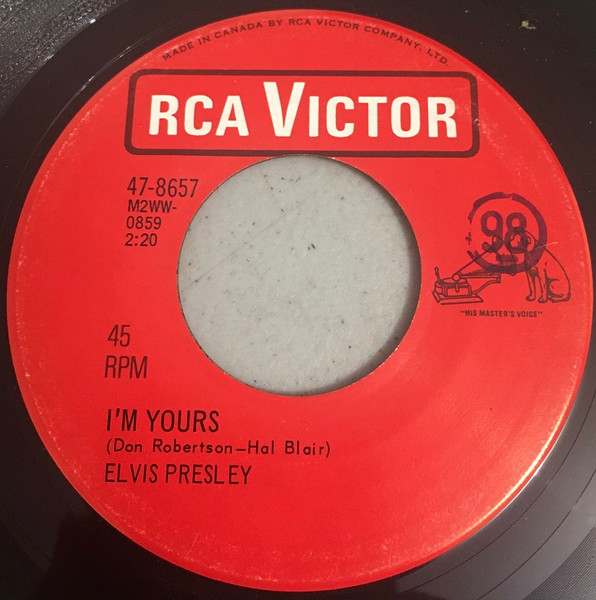 MADE IN CANADA BY RCA VICTOR COMPANY, LTD.
RCA VICTOR
47-8657
M2WW-
0859
2:20
98
"HIS MASTER'S VOICE"
45
RPM
I'M YOURS
(Don Robertson—Hal Blair)
ELVIS PRESLEY